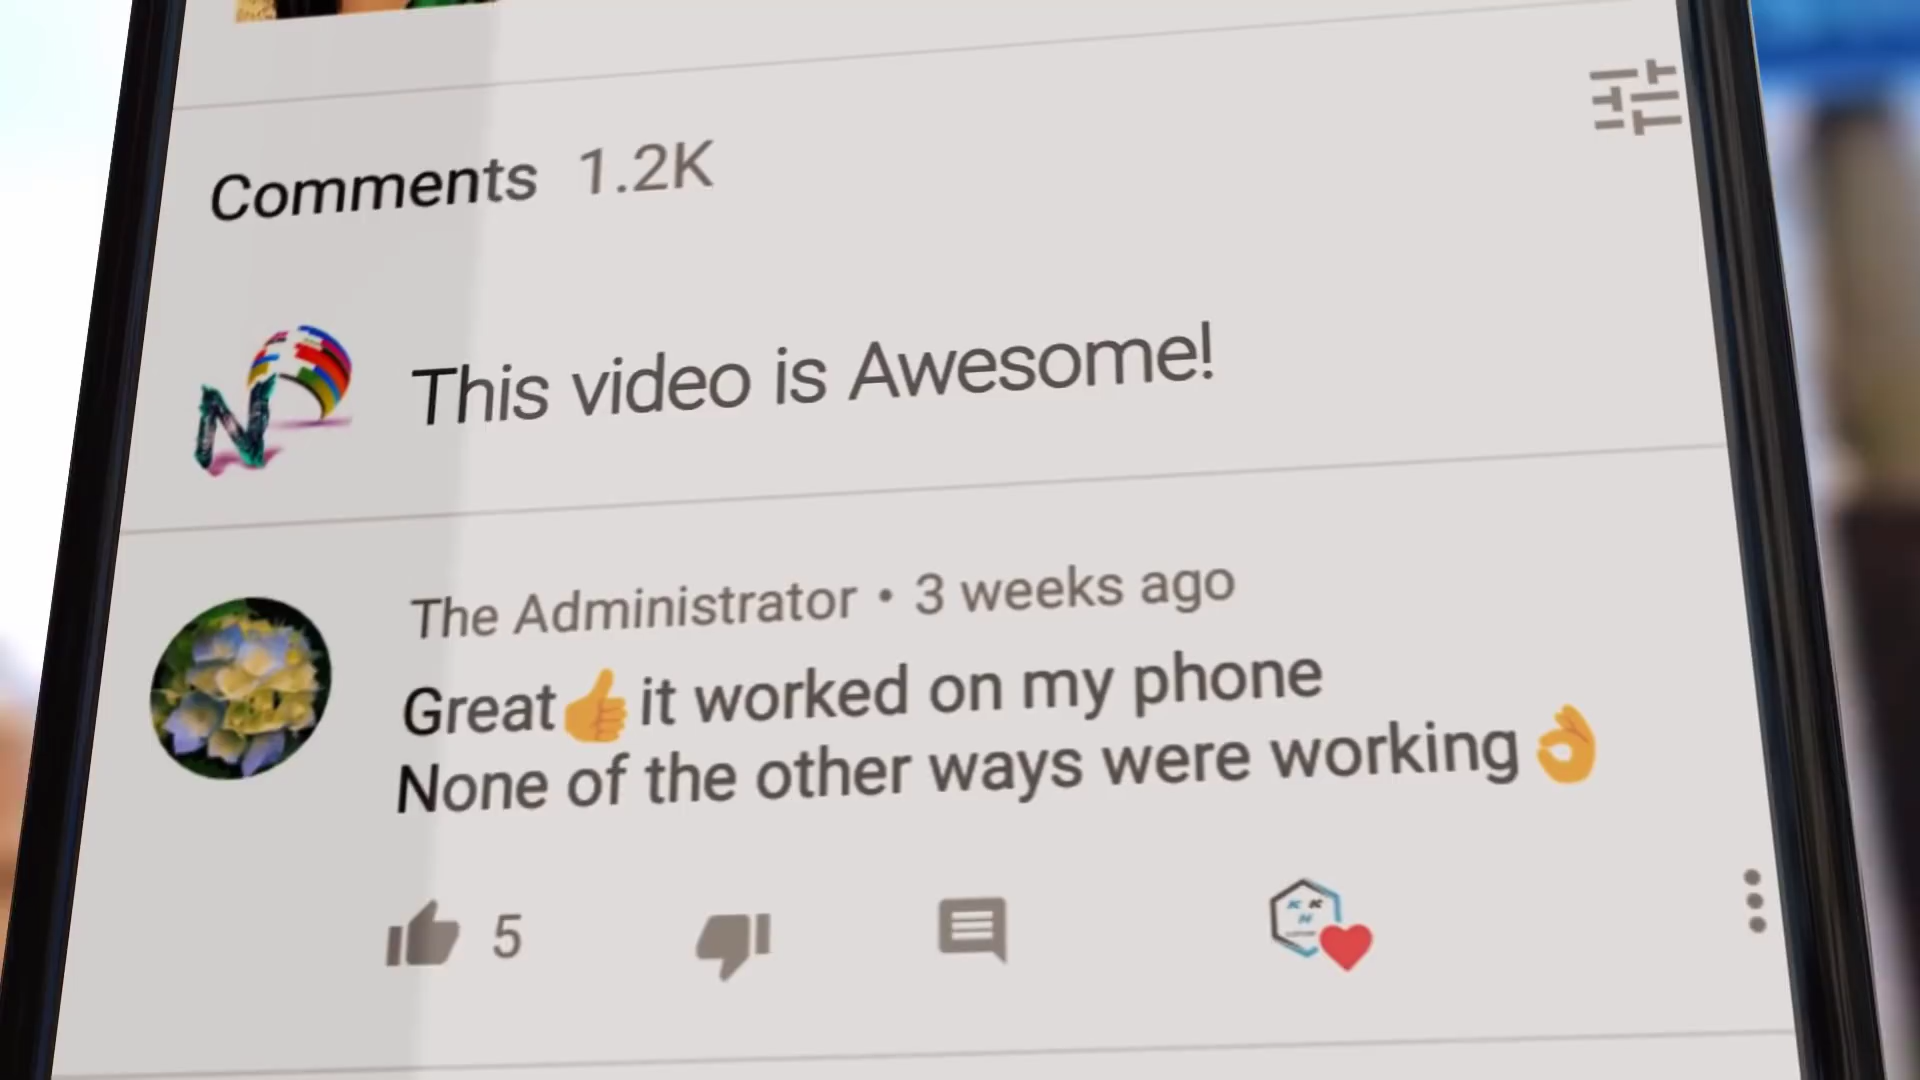 Comments 1.2K
This video is Awesome!
The Administrator • 3 weeks ago
Great👍it worked on my phone
None of the other ways were working👌
5